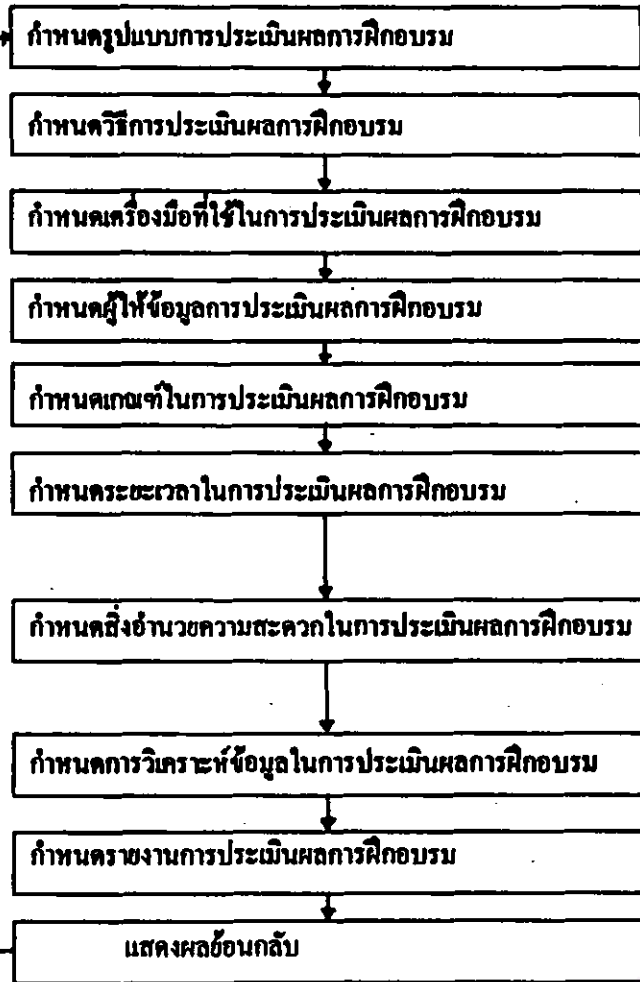 กำหนดรูปแบบการประเมินผลการฝึกอบรม
กำหนดวิธีการประเมินผลการฝึกอบรม
กำหนดเครื่องมือที่ใช้ในการประเมินผลการฝึกอบรม
กำหนดผู้ให้ข้อมูลการประเมินผลการฝึกอบรม
กำหนดเกณฑ์ในการประเมินผลการฝึกอบรม
กำหนดระยะเวลาในการประเมินผลการฝึกอบรม
กำหนดสิ่งอำนวยความสะดวกในการประเมินผลการฝึกอบรม
กำหนดการวิเคราะห์ข้อมูลในการประเมินผลการฝึกอบรม
กำหนดรายงานการประเมินผลการฝึกอบรม
แสดงผลย้อนกลับ